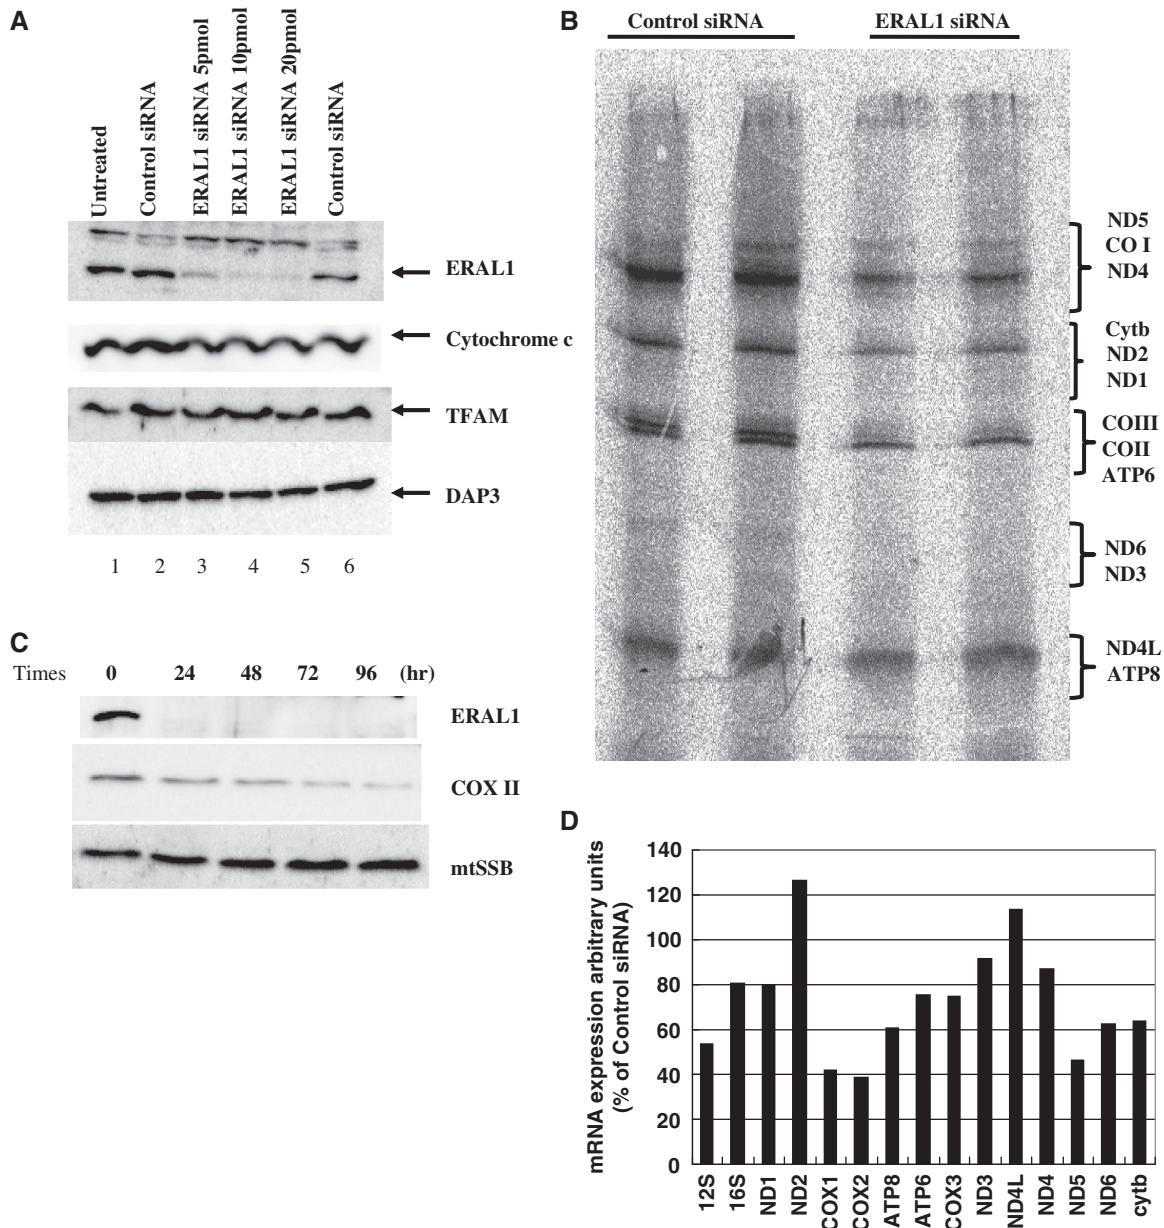 A
Untreated
Control siRNA
ERAL1 siRNA 5pmol
ERAL1 siRNA 10pmol
ERAL1 siRNA 20pmol
Control siRNA
ERAL1
Cytochrome c
TFAM
DAP3
1 2 3 4 5 6
B
Control siRNA ERAL1 siRNA
ND5
CO I
ND4
Cytb
ND2
ND1
COIII
COII
ATP6
ND6
ND3
ND4L
ATP8
C
Times 0 24 48 72 96 (hr)
ERAL1
COX II
mtSSB
D
mRNA expression arbitrary units
(% of Control siRNA)
140
120
100
80
60
40
20
0
12S
16S
ND1
ND2
COX1
COX2
ATP8
ATP6
COX3
ND3
ND4L
ND4
ND5
ND6
cytb